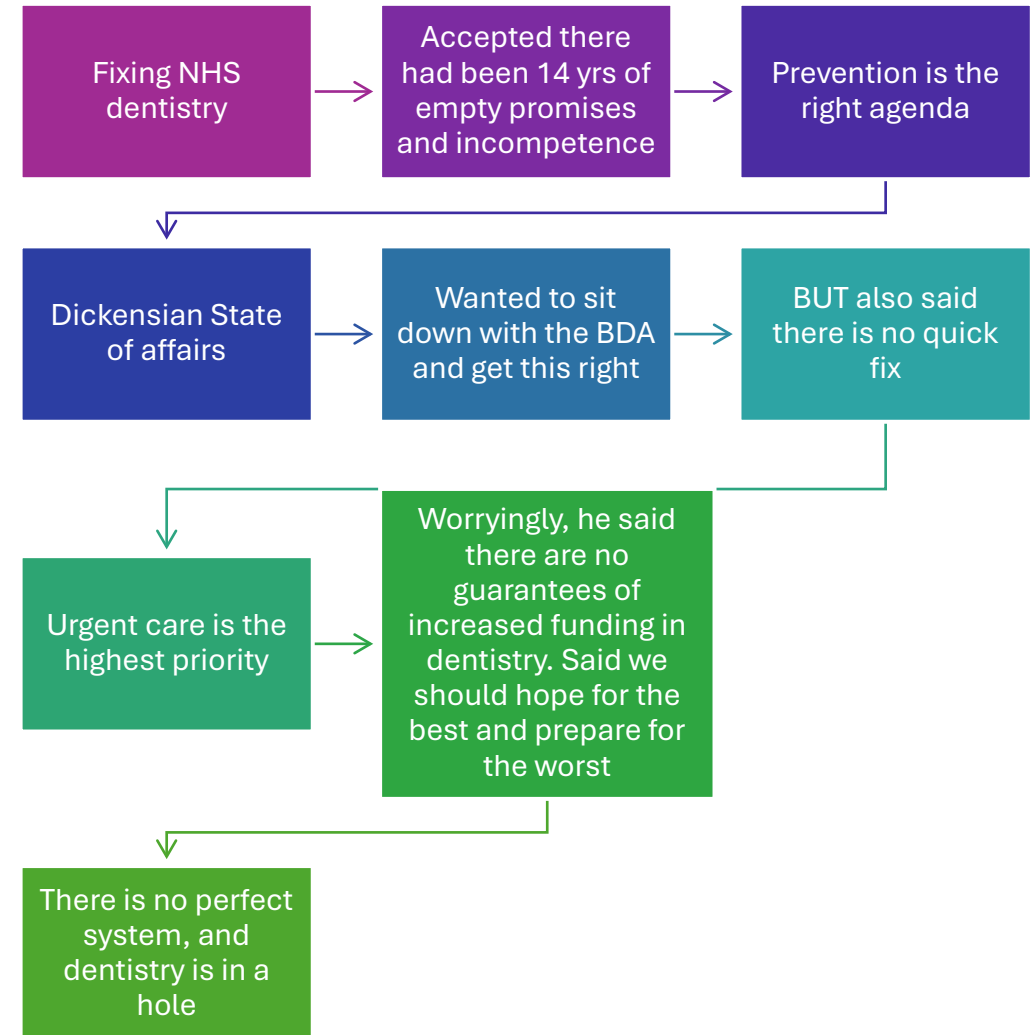 Fixing NHS
dentistry
Accepted there
had been 14 yrs of
empty promises
and incompetence
Prevention is the
right agenda
Dickensian State
of affairs
Wanted to sit
down with the BDA
and get this right
BUT also said
there is no quick
fix
Urgent care is the
highest priority
Worryingly, he said
there are no
guarantees of
increased funding in
dentistry. Said we
should hope for the
best and prepare for
the worst
There is no perfect
system, and
dentistry is in a
hole